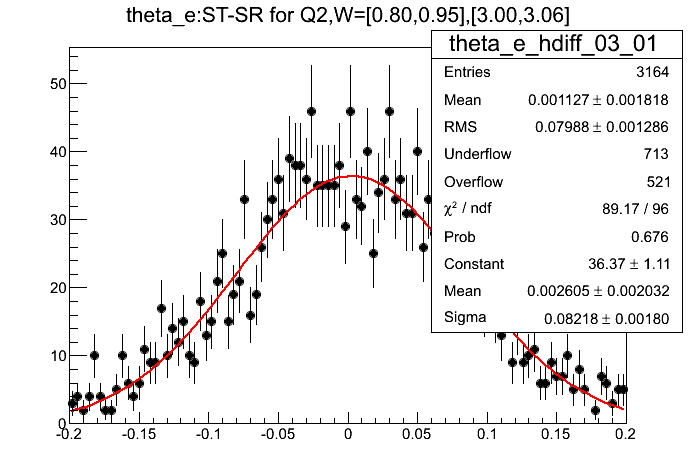 theta_e:ST-SR for Q2,W=[0.80,0.95],[3.00,3.06]
theta_e_hdiff_03_01
Entries 3164
Mean 0.001127 ± 0.001818
RMS 0.07988 ± 0.001286
Underflow 713
Overflow 521
χ² / ndf 89.17 / 96
Prob 0.676
Constant 36.37 ± 1.11
Mean 0.002605 ± 0.002032
Sigma 0.08218 ± 0.00180
50
40
30
20
10
0
-0.2 -0.15 -0.1 -0.05 0 0.05 0.1 0.15 0.2